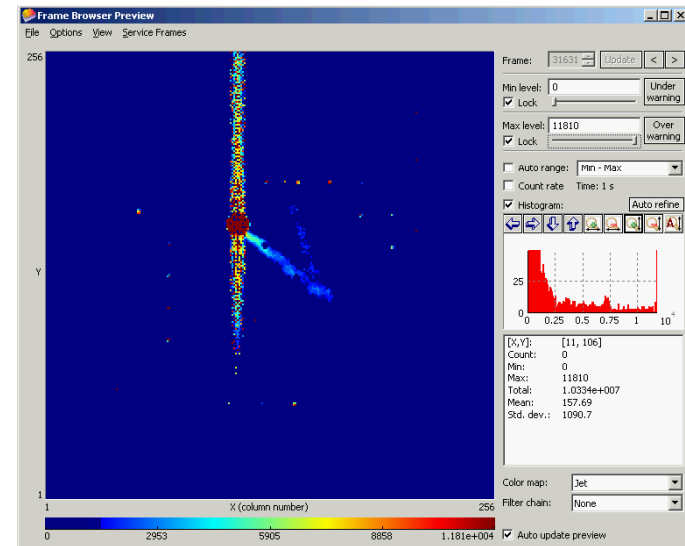 Frame Browser Preview
File Options View Service Frames
256
Y
1
1 X (column number) 256
0 2953 5905 8858 1.181e+004
Frame: 31631 Update < >
Min level: 0 Under warning
Lock
Max level: 11810 Over warning
Lock
Auto range: Min - Max
Count rate Time: 1 s
Histogram: Auto refine
A
25
0
0 0.25 0.5 0.75 1 10^4
[X,Y]: [11, 106]
Count: 0
Min: 0
Max: 11810
Total: 1.0334e+007
Mean: 157.69
Std. dev.: 1090.7
Color map: Jet
Filter chain: None
Auto update preview